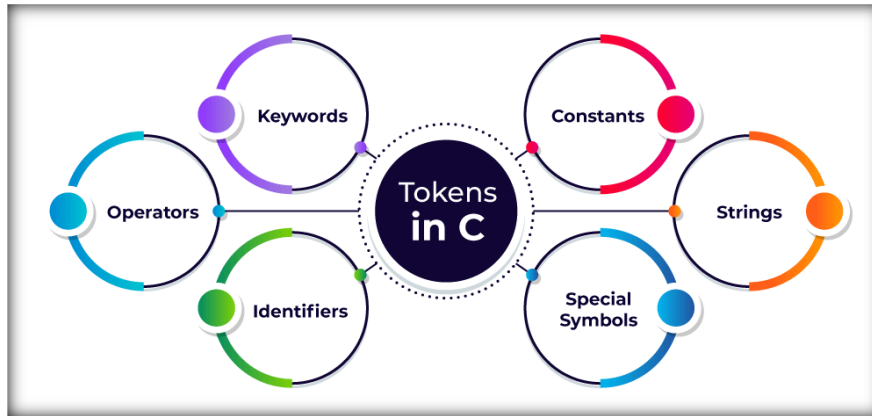 Keywords
Constants
Tokens
in C
Operators
Strings
Identifiers
Special
Symbols